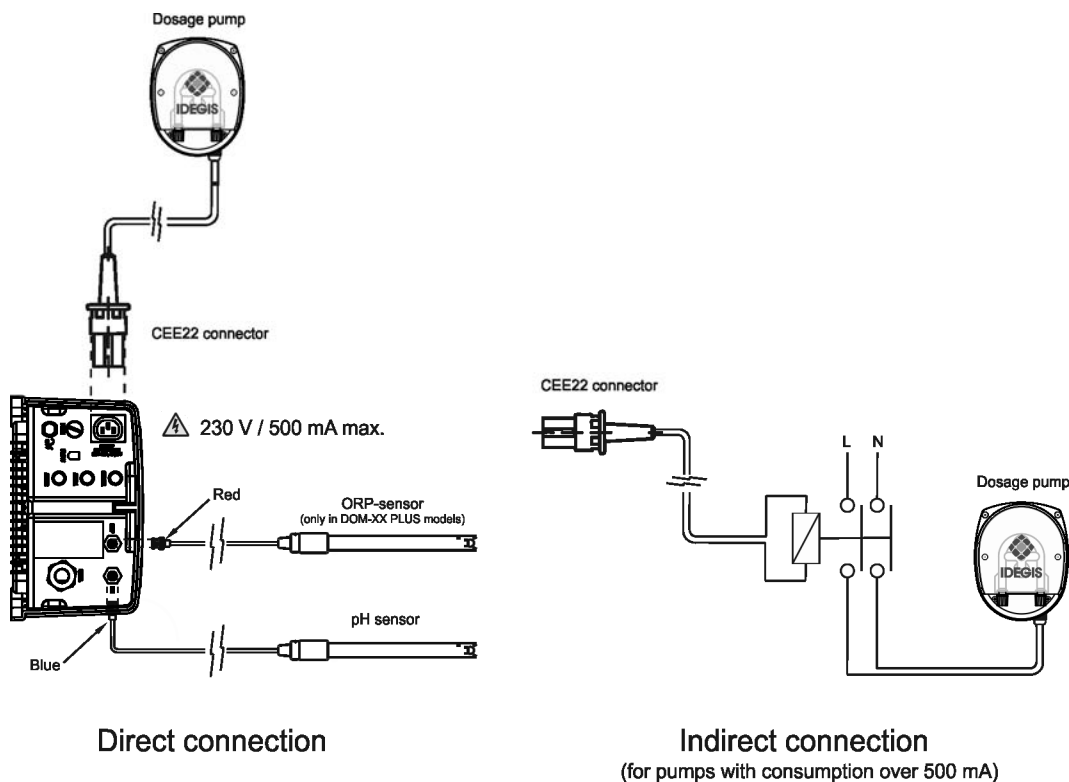 Dosage pump
IDEGIS
CEE22 connector
230 V / 500 mA max.
Red
ORP-sensor
(only in DOM-XX PLUS models)
pH sensor
Blue
Direct connection
CEE22 connector
L N
Dosage pump
IDEGIS
Indirect connection
(for pumps with consumption over 500 mA)